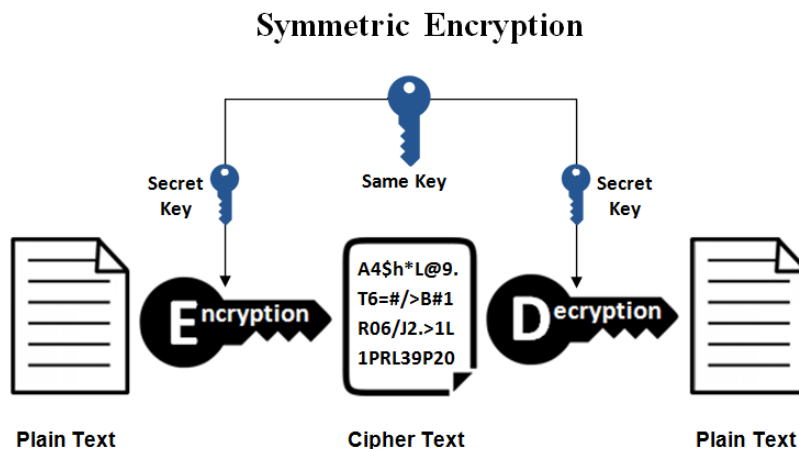 Symmetric Encryption
Secret
Key
Same Key
Secret
Key
Encryption
A4$h*L@9.
T6=#/>B#1
R06/J2.>1L
1PRL39P20
Decryption
Plain Text
Cipher Text
Plain Text